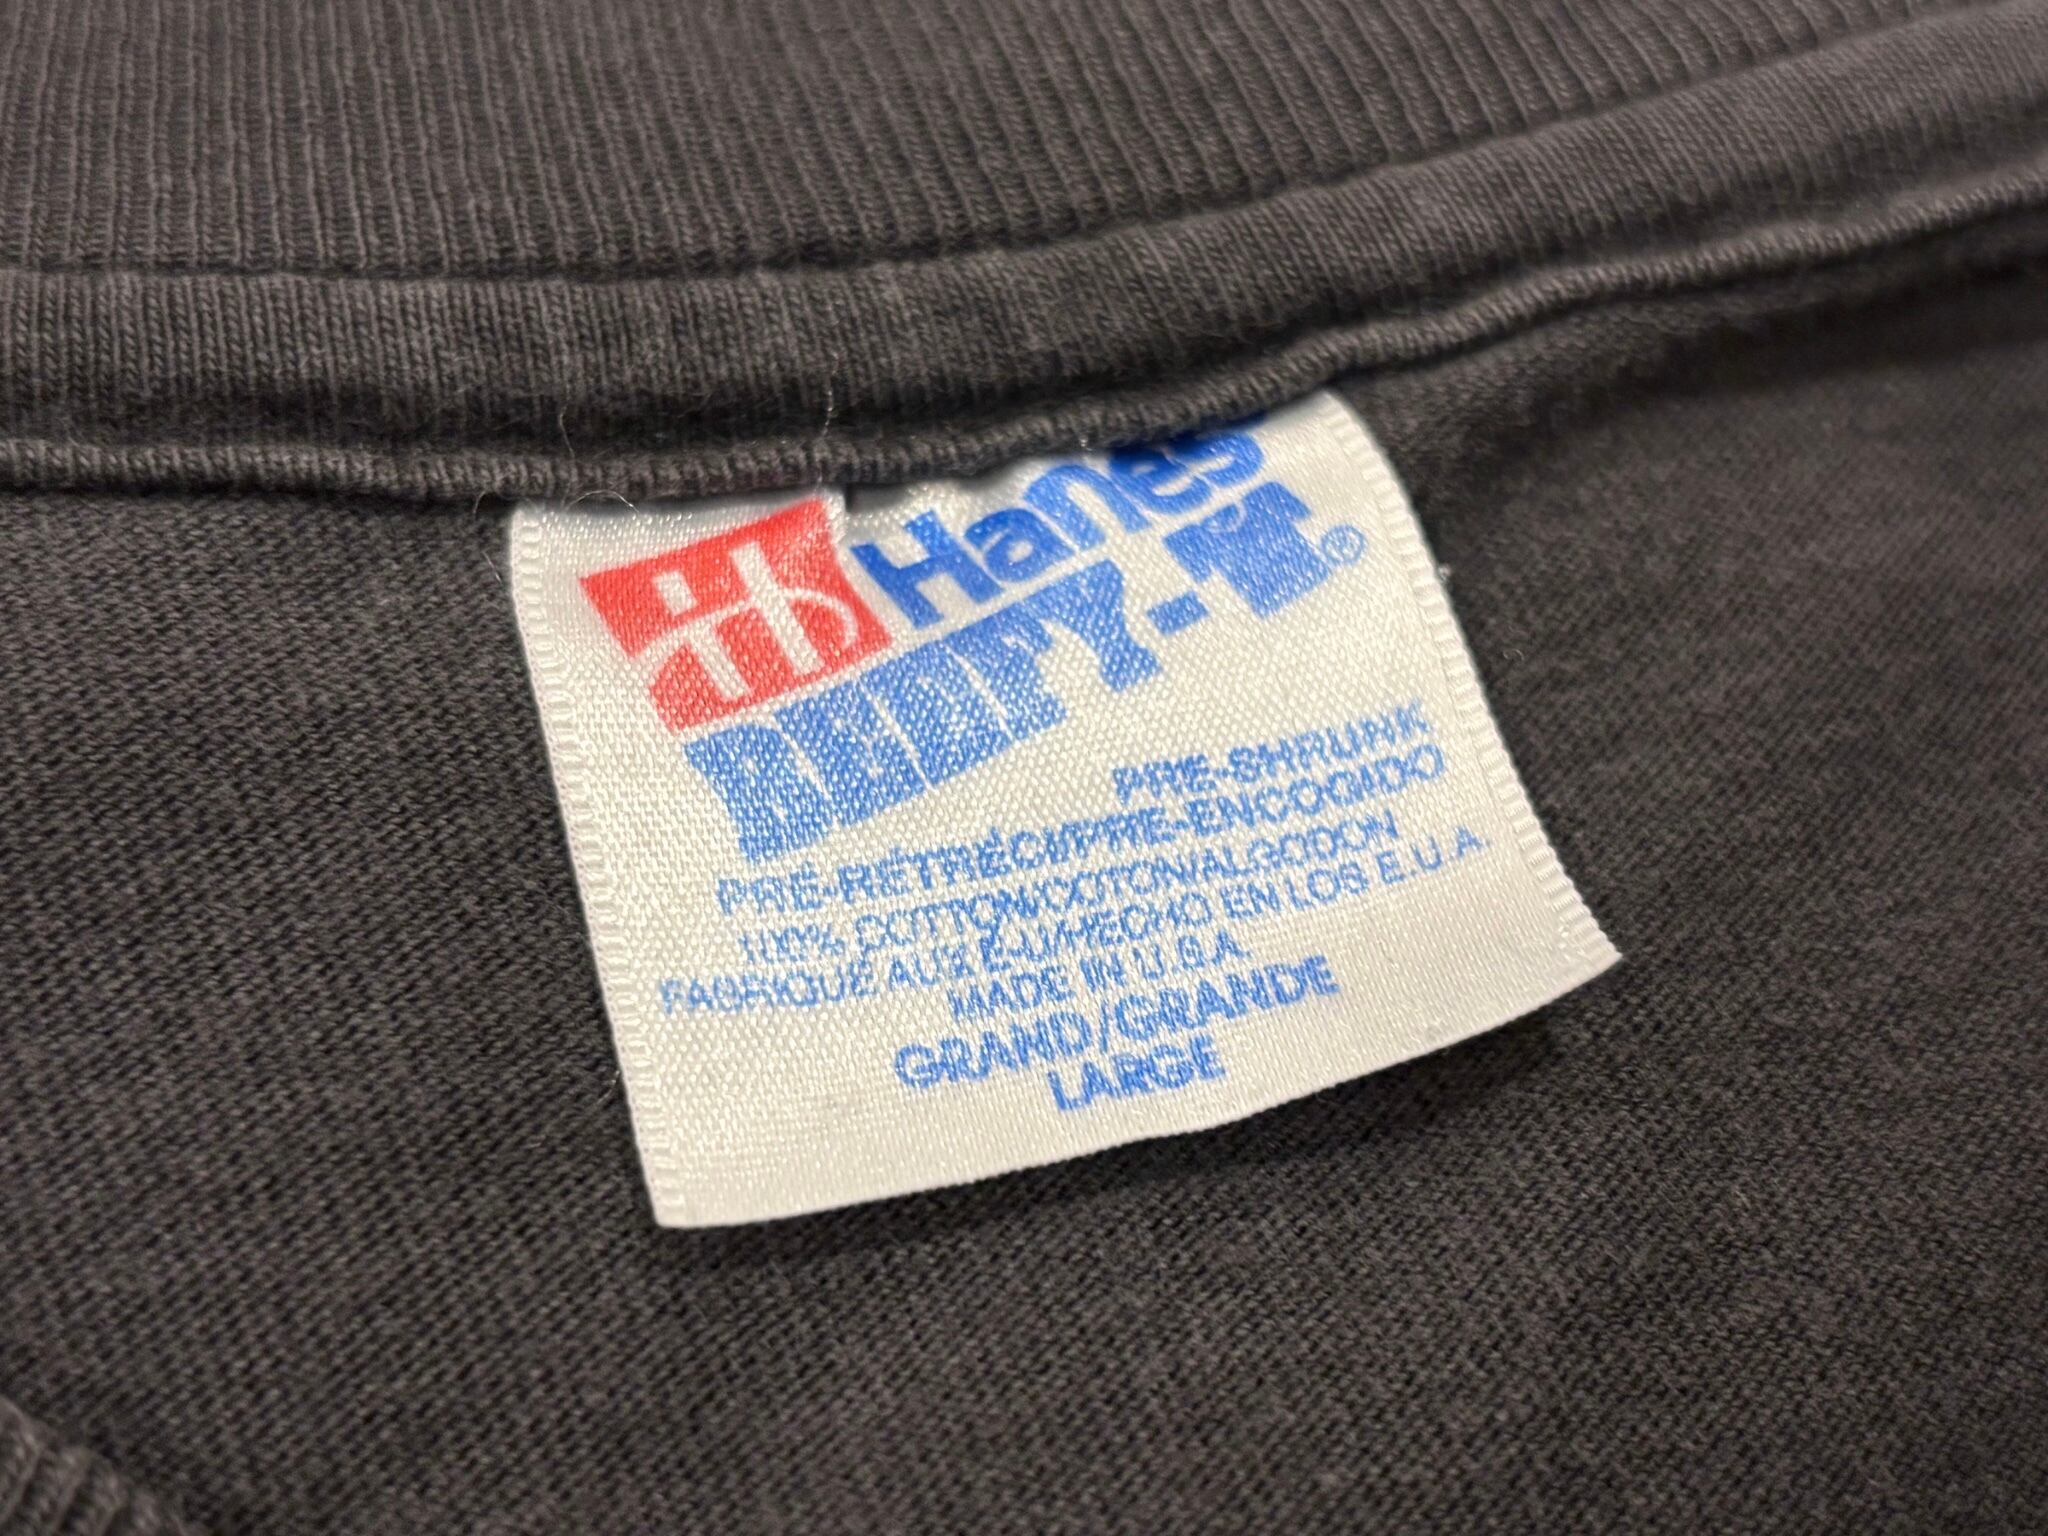 Hanes
BEEFY-T®
PRE-SHRUNK
PRÉ-RÉTRÉCI/PRE-ENCOGIDO
100% COTTON/COTON/ALGODON
FABRIQUÉ AUX E-U/HECHO EN LOS E.U.A.
MADE IN U.S.A.
GRAND/GRANDE
LARGE